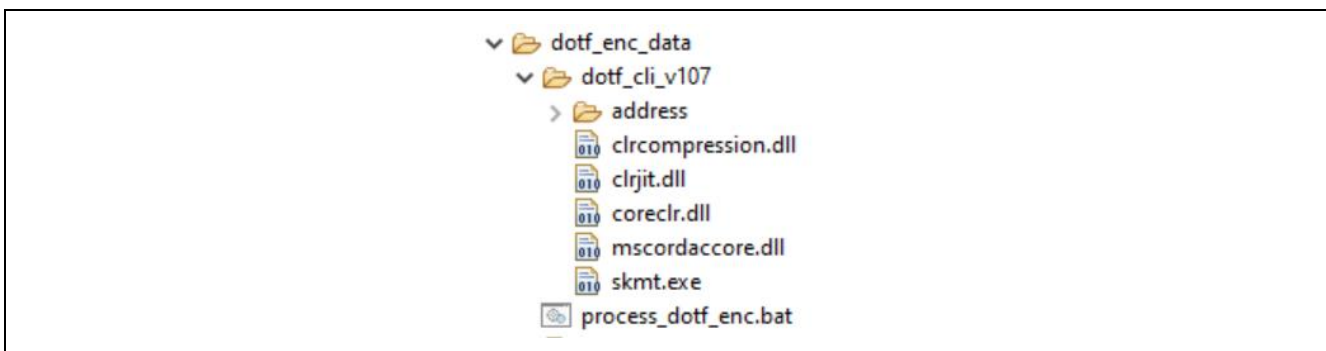 dotf_enc_data
dotf_cli_v107
address
clrcompression.dll
clrjit.dll
coreclr.dll
mscordaccore.dll
skmt.exe
process_dotf_enc.bat